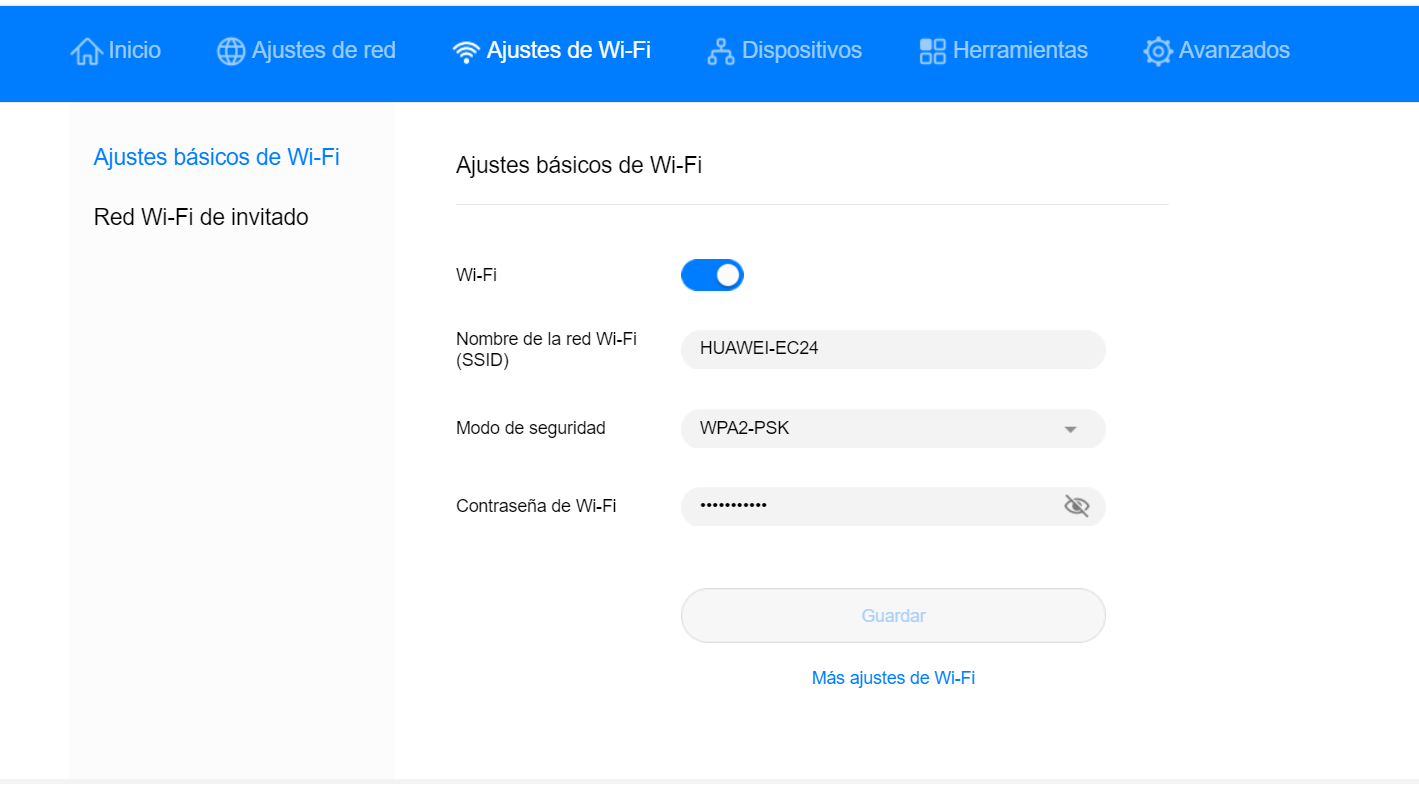 Inicio
Ajustes de red
Ajustes de Wi-Fi
Dispositivos
Herramientas
Avanzados
Ajustes básicos de Wi-Fi
Red Wi-Fi de invitado
Ajustes básicos de Wi-Fi
Wi-Fi
Nombre de la red Wi-Fi
(SSID)
HUAWEI-EC24
Modo de seguridad
WPA2-PSK
Contraseña de Wi-Fi
•••••••••••
Guardar
Más ajustes de Wi-Fi